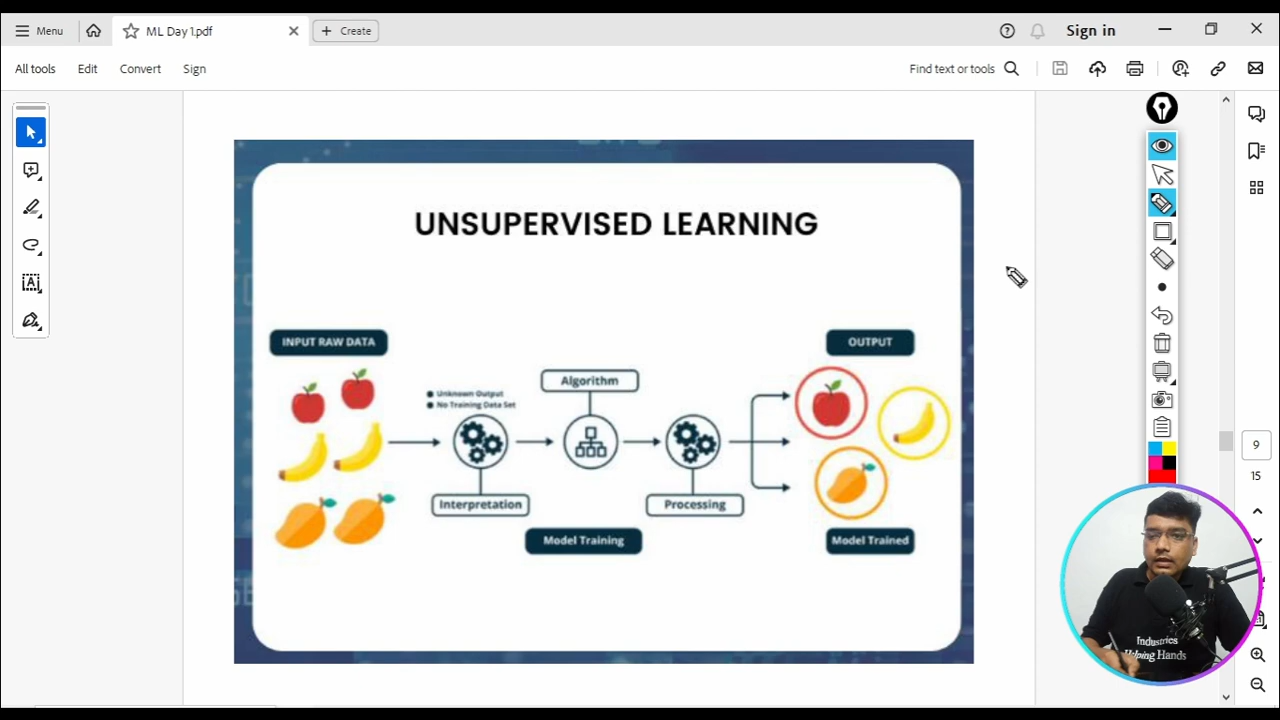 Menu
ML Day 1.pdf
Create
Sign in
All tools
Edit
Convert
Sign
Find text or tools
UNSUPERVISED LEARNING
INPUT RAW DATA
OUTPUT
Unknown Output
No Training Data Set
Algorithm
Interpretation
Processing
Model Training
Model Trained
9
15
Industries
Helping Hands